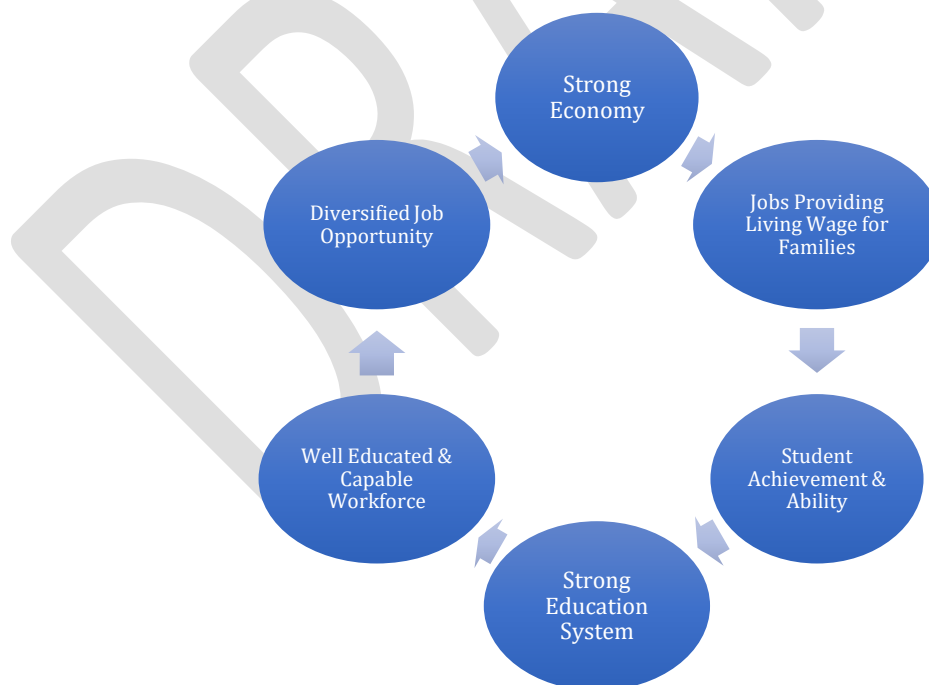 Strong
Economy
Jobs Providing
Living Wage for
Families
Student
Achievement &
Ability
Strong
Education
System
Well Educated &
Capable
Workforce
Diversified Job
Opportunity